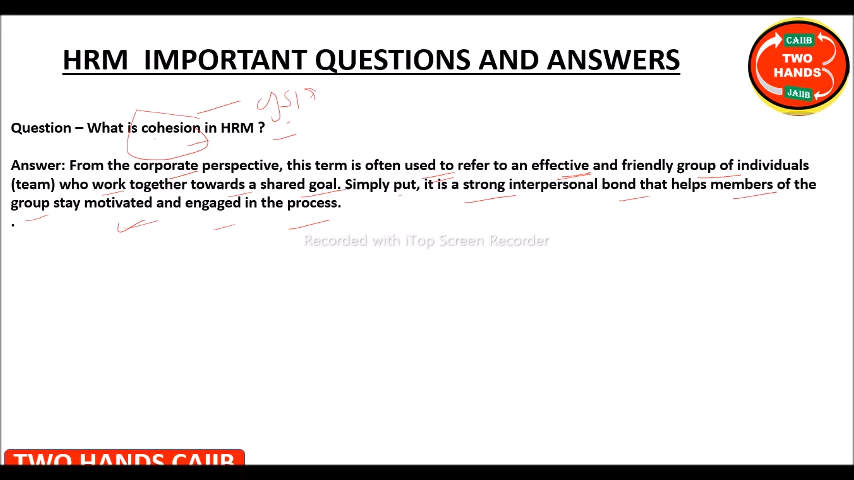 HRM IMPORTANT QUESTIONS AND ANSWERS
CAIIB
TWO
HANDS
JAIIB
Question – What is cohesion in HRM ?
Answer: From the corporate perspective, this term is often used to refer to an effective and friendly group of individuals
(team) who work together towards a shared goal. Simply put, it is a strong interpersonal bond that helps members of the
group stay motivated and engaged in the process.
.
Recorded with iTop Screen Recorder
TWO HANDS CAIIB